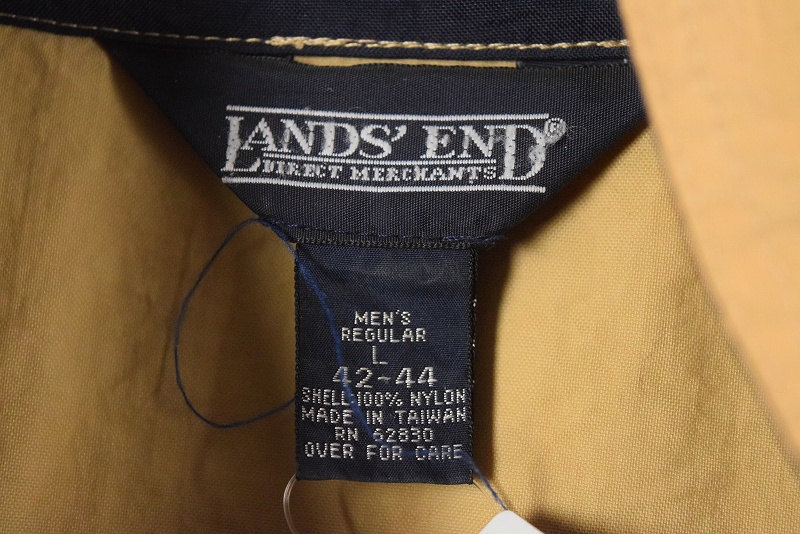 LANDS' END®
DIRECT MERCHANTS
MEN'S
REGULAR
L
42-44
SHELL:100% NYLON
MADE IN TAIWAN
RN 62830
OVER FOR CARE